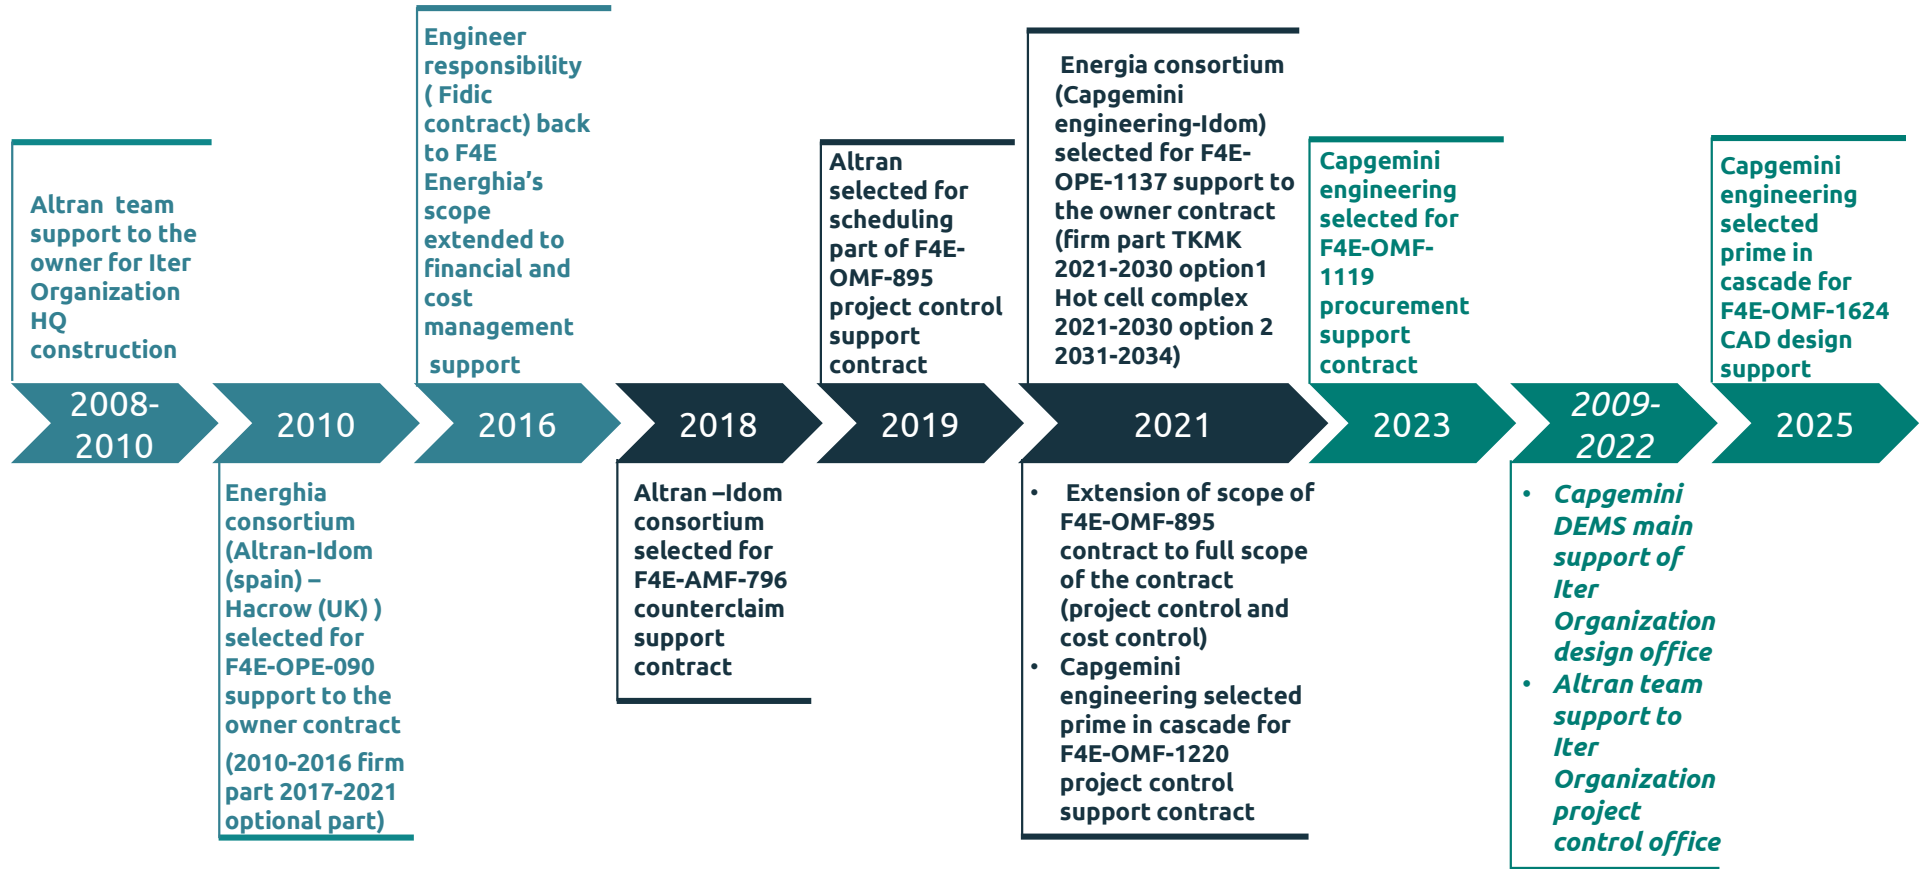 Altran team
support to the
owner for Iter
Organization
HQ
construction
2008-
2010
Energhia
consortium
(Altran-Idom
(spain) –
Hacrow (UK) )
selected for
F4E-OPE-090
support to the
owner contract
(2010-2016 firm
part 2017-2021
optional part)
2010
Engineer
responsibility
( Fidic
contract) back
to F4E
Energhia’s
scope
extended to
financial and
cost
management
support
2016
2018
Altran –Idom
consortium
selected for
F4E-AMF-796
counterclaim
support
contract
Altran
selected for
scheduling
part of F4E-
OMF-895
project control
support
contract
2019
Energia consortium
(Capgemini
engineering-Idom)
selected for F4E-
OPE-1137 support to
the owner contract
(firm part TKMK
2021-2030 option1
Hot cell complex
2021-2030 option 2
2031-2034)
2021
• Extension of scope of
F4E-OMF-895
contract to full scope
of the contract
(project control and
cost control)
• Capgemini
engineering selected
prime in cascade for
F4E-OMF-1220
project control
support contract
Capgemini
engineering
selected for
F4E-OMF-
1119
procurement
support
contract
2023
2009-
2022
• Capgemini
DEMS main
support of
Iter
Organization
design office
• Altran team
support to
Iter
Organization
project
control office
Capgemini
engineering
selected
prime in
cascade for
F4E-OMF-1624
CAD design
support
2025